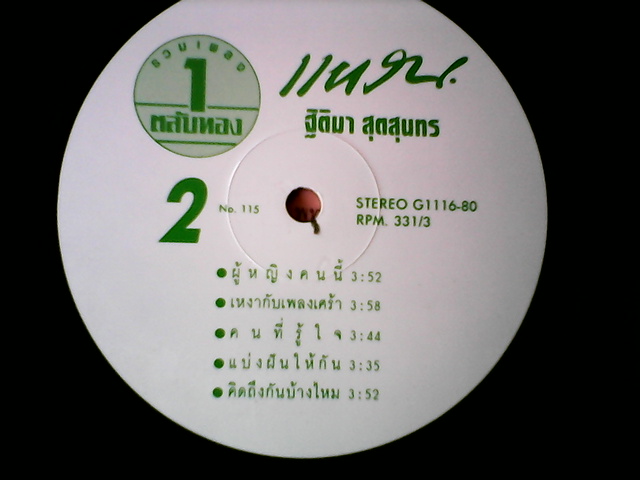 รวมเพลง
1
ตลับทอง
แหวน.
ฐิติมา สุตสุนทร
2
No. 115
STEREO G1116-80
RPM. 331/3
ผู้หญิงคนนี้ 3:52
เหงากับเพลงเศร้า 3:58
คนที่รู้ใจ 3:44
แบ่งฝันให้กัน 3:35
คิดถึงกันบ้างไหม 3:52